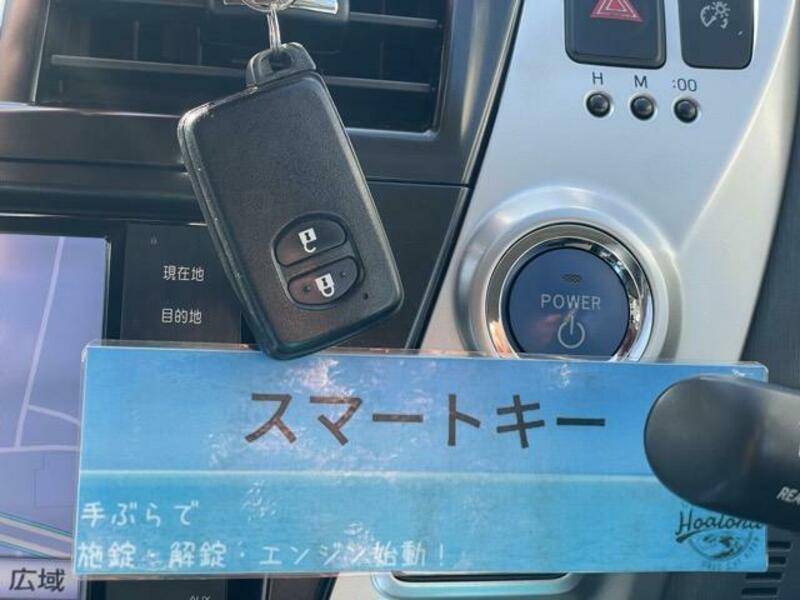 H M :00
現在地
POWER
目的地
スマートキー
手ぶらで
施錠・解錠・エンジン始動！
広域
AUX